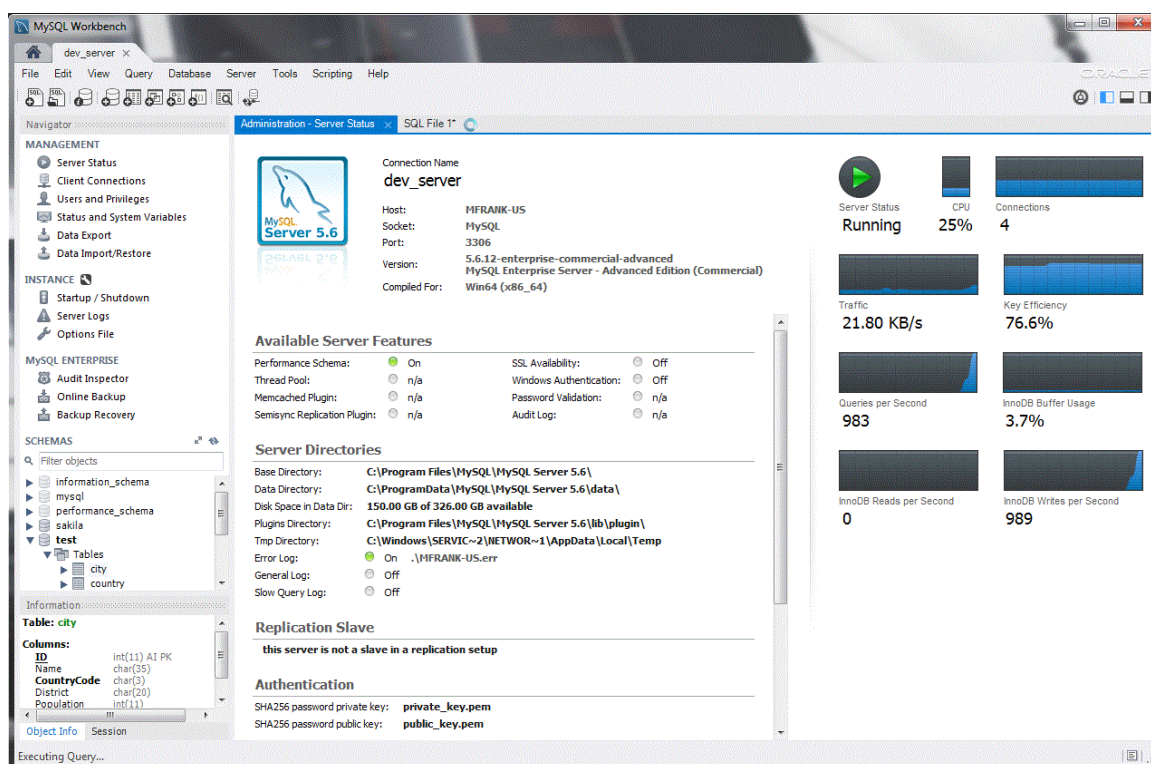 MySQL Workbench
dev_server ×
File Edit View Query Database Server Tools Scripting Help
ORACLE
Navigator
MANAGEMENT
Server Status
Client Connections
Users and Privileges
Status and System Variables
Data Export
Data Import/Restore
INSTANCE
Startup / Shutdown
Server Logs
Options File
MySQL ENTERPRISE
Audit Inspector
Online Backup
Backup Recovery
SCHEMAS
Filter objects
information_schema
mysql
performance_schema
sakila
test
Tables
city
country
Information
Table: city
Columns:
ID int(11) AI PK
Name char(35)
CountryCode char(3)
District char(20)
Population int(11)
Object Info Session
Administration - Server Status × SQL File 1*
MySQL
Server 5.6
Connection Name
dev_server
Host: MFRANK-US
Socket: MySQL
Port: 3306
Version: 5.6.12-enterprise-commercial-advanced
MySQL Enterprise Server - Advanced Edition (Commercial)
Compiled For: Win64 (x86_64)
Available Server Features
Performance Schema: On SSL Availability: Off
Thread Pool: n/a Windows Authentication: Off
Memcached Plugin: n/a Password Validation: n/a
Semisync Replication Plugin: n/a Audit Log: n/a
Server Directories
Base Directory: C:\Program Files\MySQL\MySQL Server 5.6\
Data Directory: C:\ProgramData\MySQL\MySQL Server 5.6\data\
Disk Space in Data Dir: 150.00 GB of 326.00 GB available
Plugins Directory: C:\Program Files\MySQL\MySQL Server 5.6\lib\plugin\
Tmp Directory: C:\Windows\SERVIC~2\NETWOR~1\AppData\Local\Temp
Error Log: On .\MFRANK-US.err
General Log: Off
Slow Query Log: Off
Replication Slave
this server is not a slave in a replication setup
Authentication
SHA256 password private key: private_key.pem
SHA256 password public key: public_key.pem
Server Status CPU Connections
Running 25% 4
Traffic Key Efficiency
21.80 KB/s 76.6%
Queries per Second InnoDB Buffer Usage
983 3.7%
InnoDB Reads per Second InnoDB Writes per Second
0 989
Executing Query...